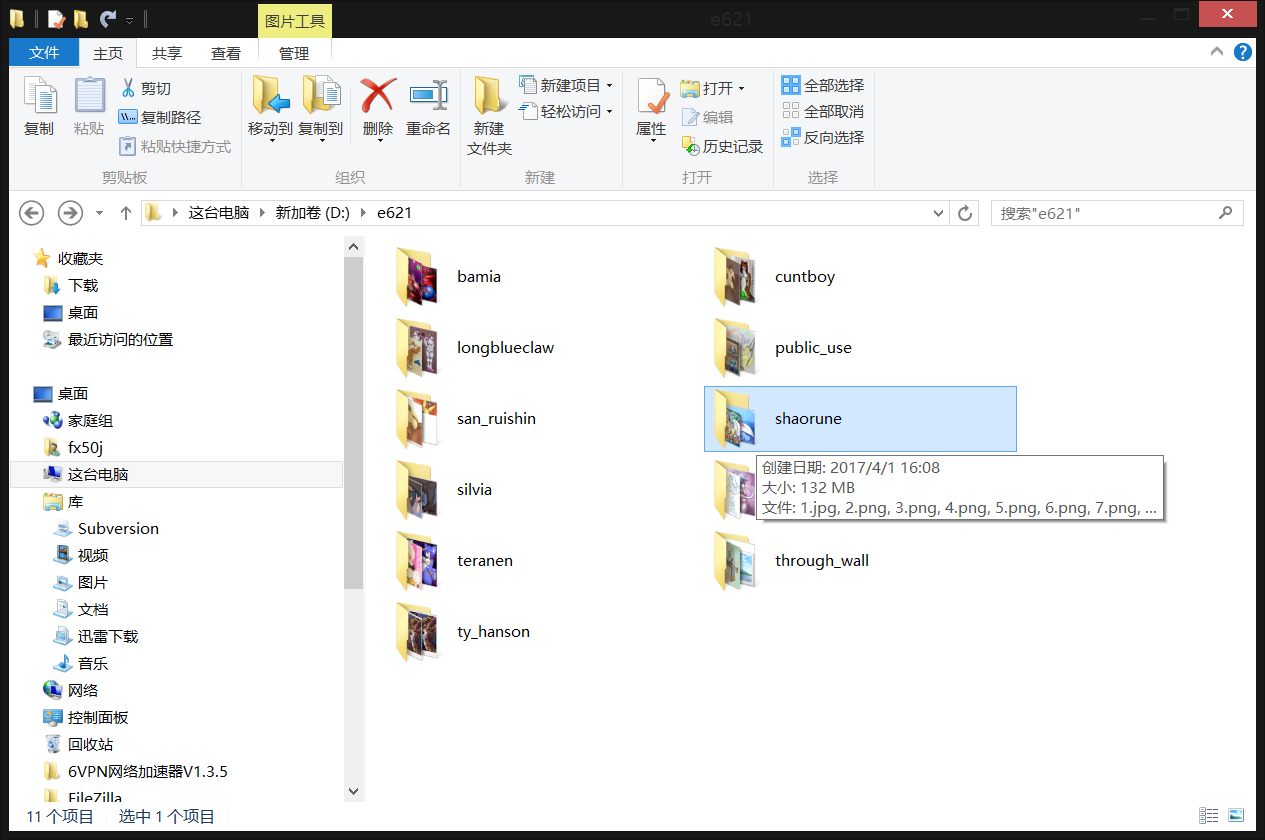 e621
图片工具
文件
主页
共享
查看
管理
复制
粘贴
剪切
复制路径
粘贴快捷方式
剪贴板
移动到
复制到
删除
重命名
组织
新建
文件夹
新建项目
轻松访问
新建
属性
打开
编辑
历史记录
打开
全部选择
全部取消
反向选择
选择
这台电脑
新加卷 (D:)
e621
搜索"e621"
收藏夹
下载
桌面
最近访问的位置
桌面
家庭组
fx50j
这台电脑
库
Subversion
视频
图片
文档
迅雷下载
音乐
网络
控制面板
回收站
6VPN网络加速器V1.3.5
FileZilla
bamia
cuntboy
longblueclaw
public_use
san_ruishin
shaorune
silvia
创建日期: 2017/4/1 16:08
大小: 132 MB
文件: 1.jpg, 2.png, 3.png, 4.png, 5.png, 6.png, 7.png, ...
teranen
through_wall
ty_hanson
11 个项目
选中 1 个项目